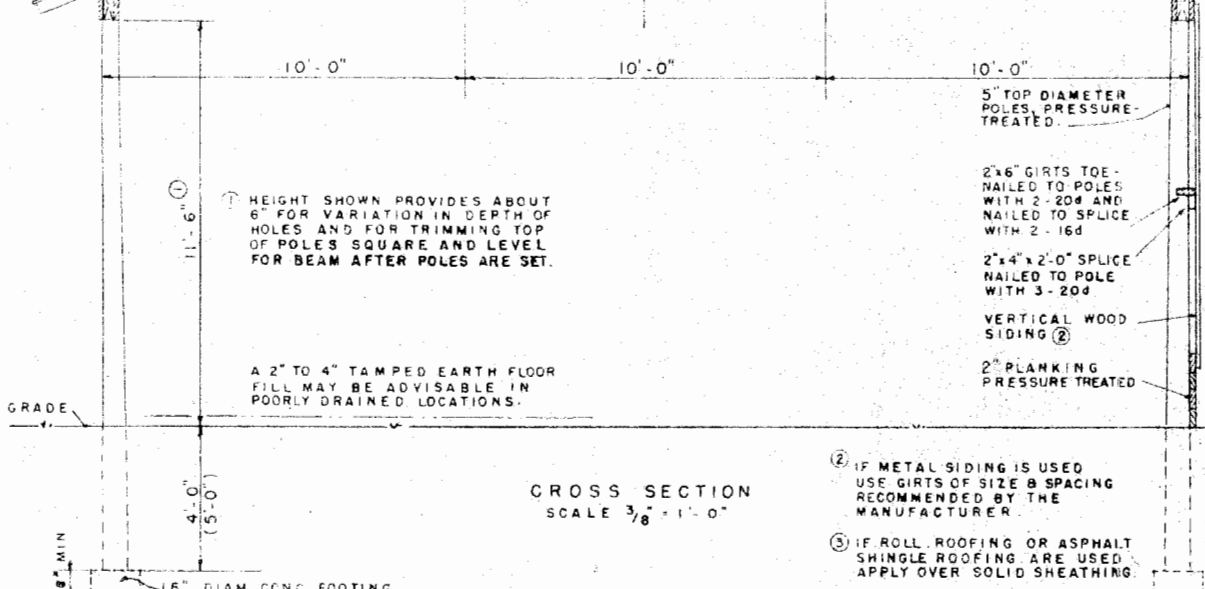 10'-0"
10'-0"
10'-0"
5" TOP DIAMETER
POLES, PRESSURE-
TREATED.
11'-6" ①
① HEIGHT SHOWN PROVIDES ABOUT
6" FOR VARIATION IN DEPTH OF
HOLES AND FOR TRIMMING TOP
OF POLES SQUARE AND LEVEL
FOR BEAM AFTER POLES ARE SET.
2"x6" GIRTS TOE-
NAILED TO POLES
WITH 2-20d AND
NAILED TO SPLICE
WITH 2-16d
2"x4"x2'-0" SPLICE
NAILED TO POLE
WITH 3-20d
VERTICAL WOOD
SIDING ②
2" PLANKING
PRESSURE TREATED
A 2" TO 4" TAMPED EARTH FLOOR
FILL MAY BE ADVISABLE IN
POORLY DRAINED LOCATIONS.
GRADE
4'-0"
(5'-0")
CROSS SECTION
SCALE 3/8" = 1'-0"
② IF METAL SIDING IS USED
USE GIRTS OF SIZE & SPACING
RECOMMENDED BY THE
MANUFACTURER
③ IF ROLL ROOFING OR ASPHALT
SHINGLE ROOFING ARE USED
APPLY OVER SOLID SHEATHING.
8" MIN
16" DIAM CONC FOOTING